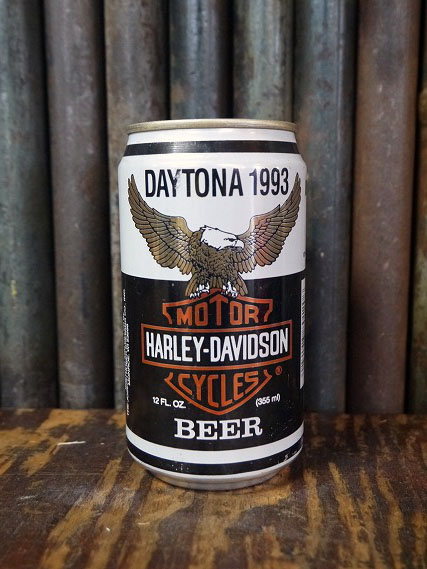 DAYTONA 1993
MOTOR
HARLEY-DAVIDSON
CYCLES ®
12 FL. OZ. (355 ml)
BEER